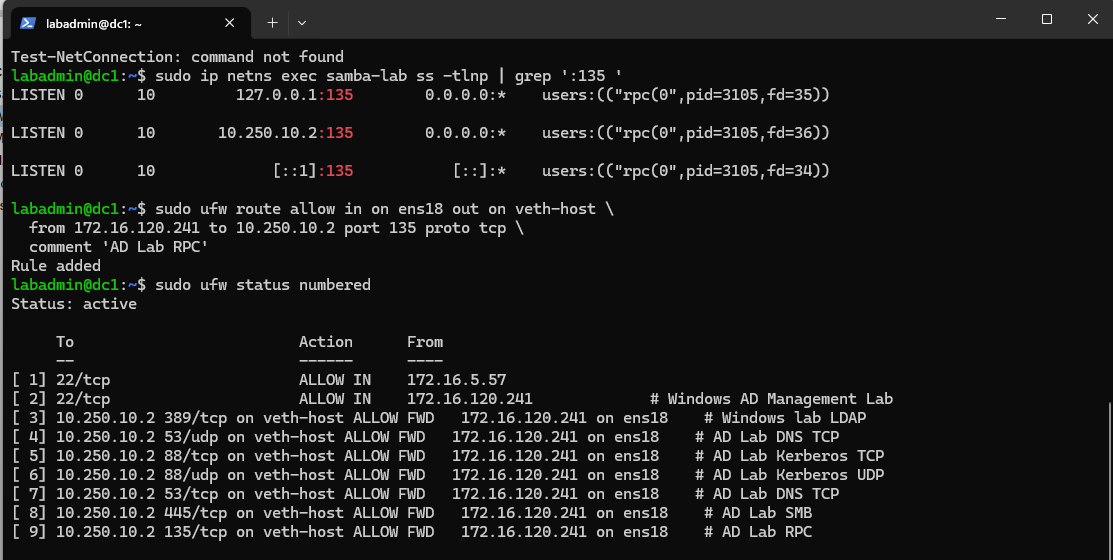 labadmin@dc1: ~
Test-NetConnection: command not found
labadmin@dc1:~$ sudo ip netns exec samba-lab ss -tlnp | grep ':135 '
LISTEN 0      10         127.0.0.1:135        0.0.0.0:*    users:(("rpc(0",pid=3105,fd=35))
LISTEN 0      10       10.250.10.2:135        0.0.0.0:*    users:(("rpc(0",pid=3105,fd=36))
LISTEN 0      10             [::1]:135           [::]:*    users:(("rpc(0",pid=3105,fd=34))
labadmin@dc1:~$ sudo ufw route allow in on ens18 out on veth-host \
  from 172.16.120.241 to 10.250.10.2 port 135 proto tcp \
  comment 'AD Lab RPC'
Rule added
labadmin@dc1:~$ sudo ufw status numbered
Status: active
     To                         Action      From
     --                         ------      ----
[ 1] 22/tcp                     ALLOW IN    172.16.5.57
[ 2] 22/tcp                     ALLOW IN    172.16.120.241             # Windows AD Management Lab
[ 3] 10.250.10.2 389/tcp on veth-host ALLOW FWD   172.16.120.241 on ens18     # Windows lab LDAP
[ 4] 10.250.10.2 53/udp on veth-host ALLOW FWD   172.16.120.241 on ens18     # AD Lab DNS TCP
[ 5] 10.250.10.2 88/tcp on veth-host ALLOW FWD   172.16.120.241 on ens18     # AD Lab Kerberos TCP
[ 6] 10.250.10.2 88/udp on veth-host ALLOW FWD   172.16.120.241 on ens18     # AD Lab Kerberos UDP
[ 7] 10.250.10.2 53/tcp on veth-host ALLOW FWD   172.16.120.241 on ens18     # AD Lab DNS TCP
[ 8] 10.250.10.2 445/tcp on veth-host ALLOW FWD   172.16.120.241 on ens18     # AD Lab SMB
[ 9] 10.250.10.2 135/tcp on veth-host ALLOW FWD   172.16.120.241 on ens18     # AD Lab RPC